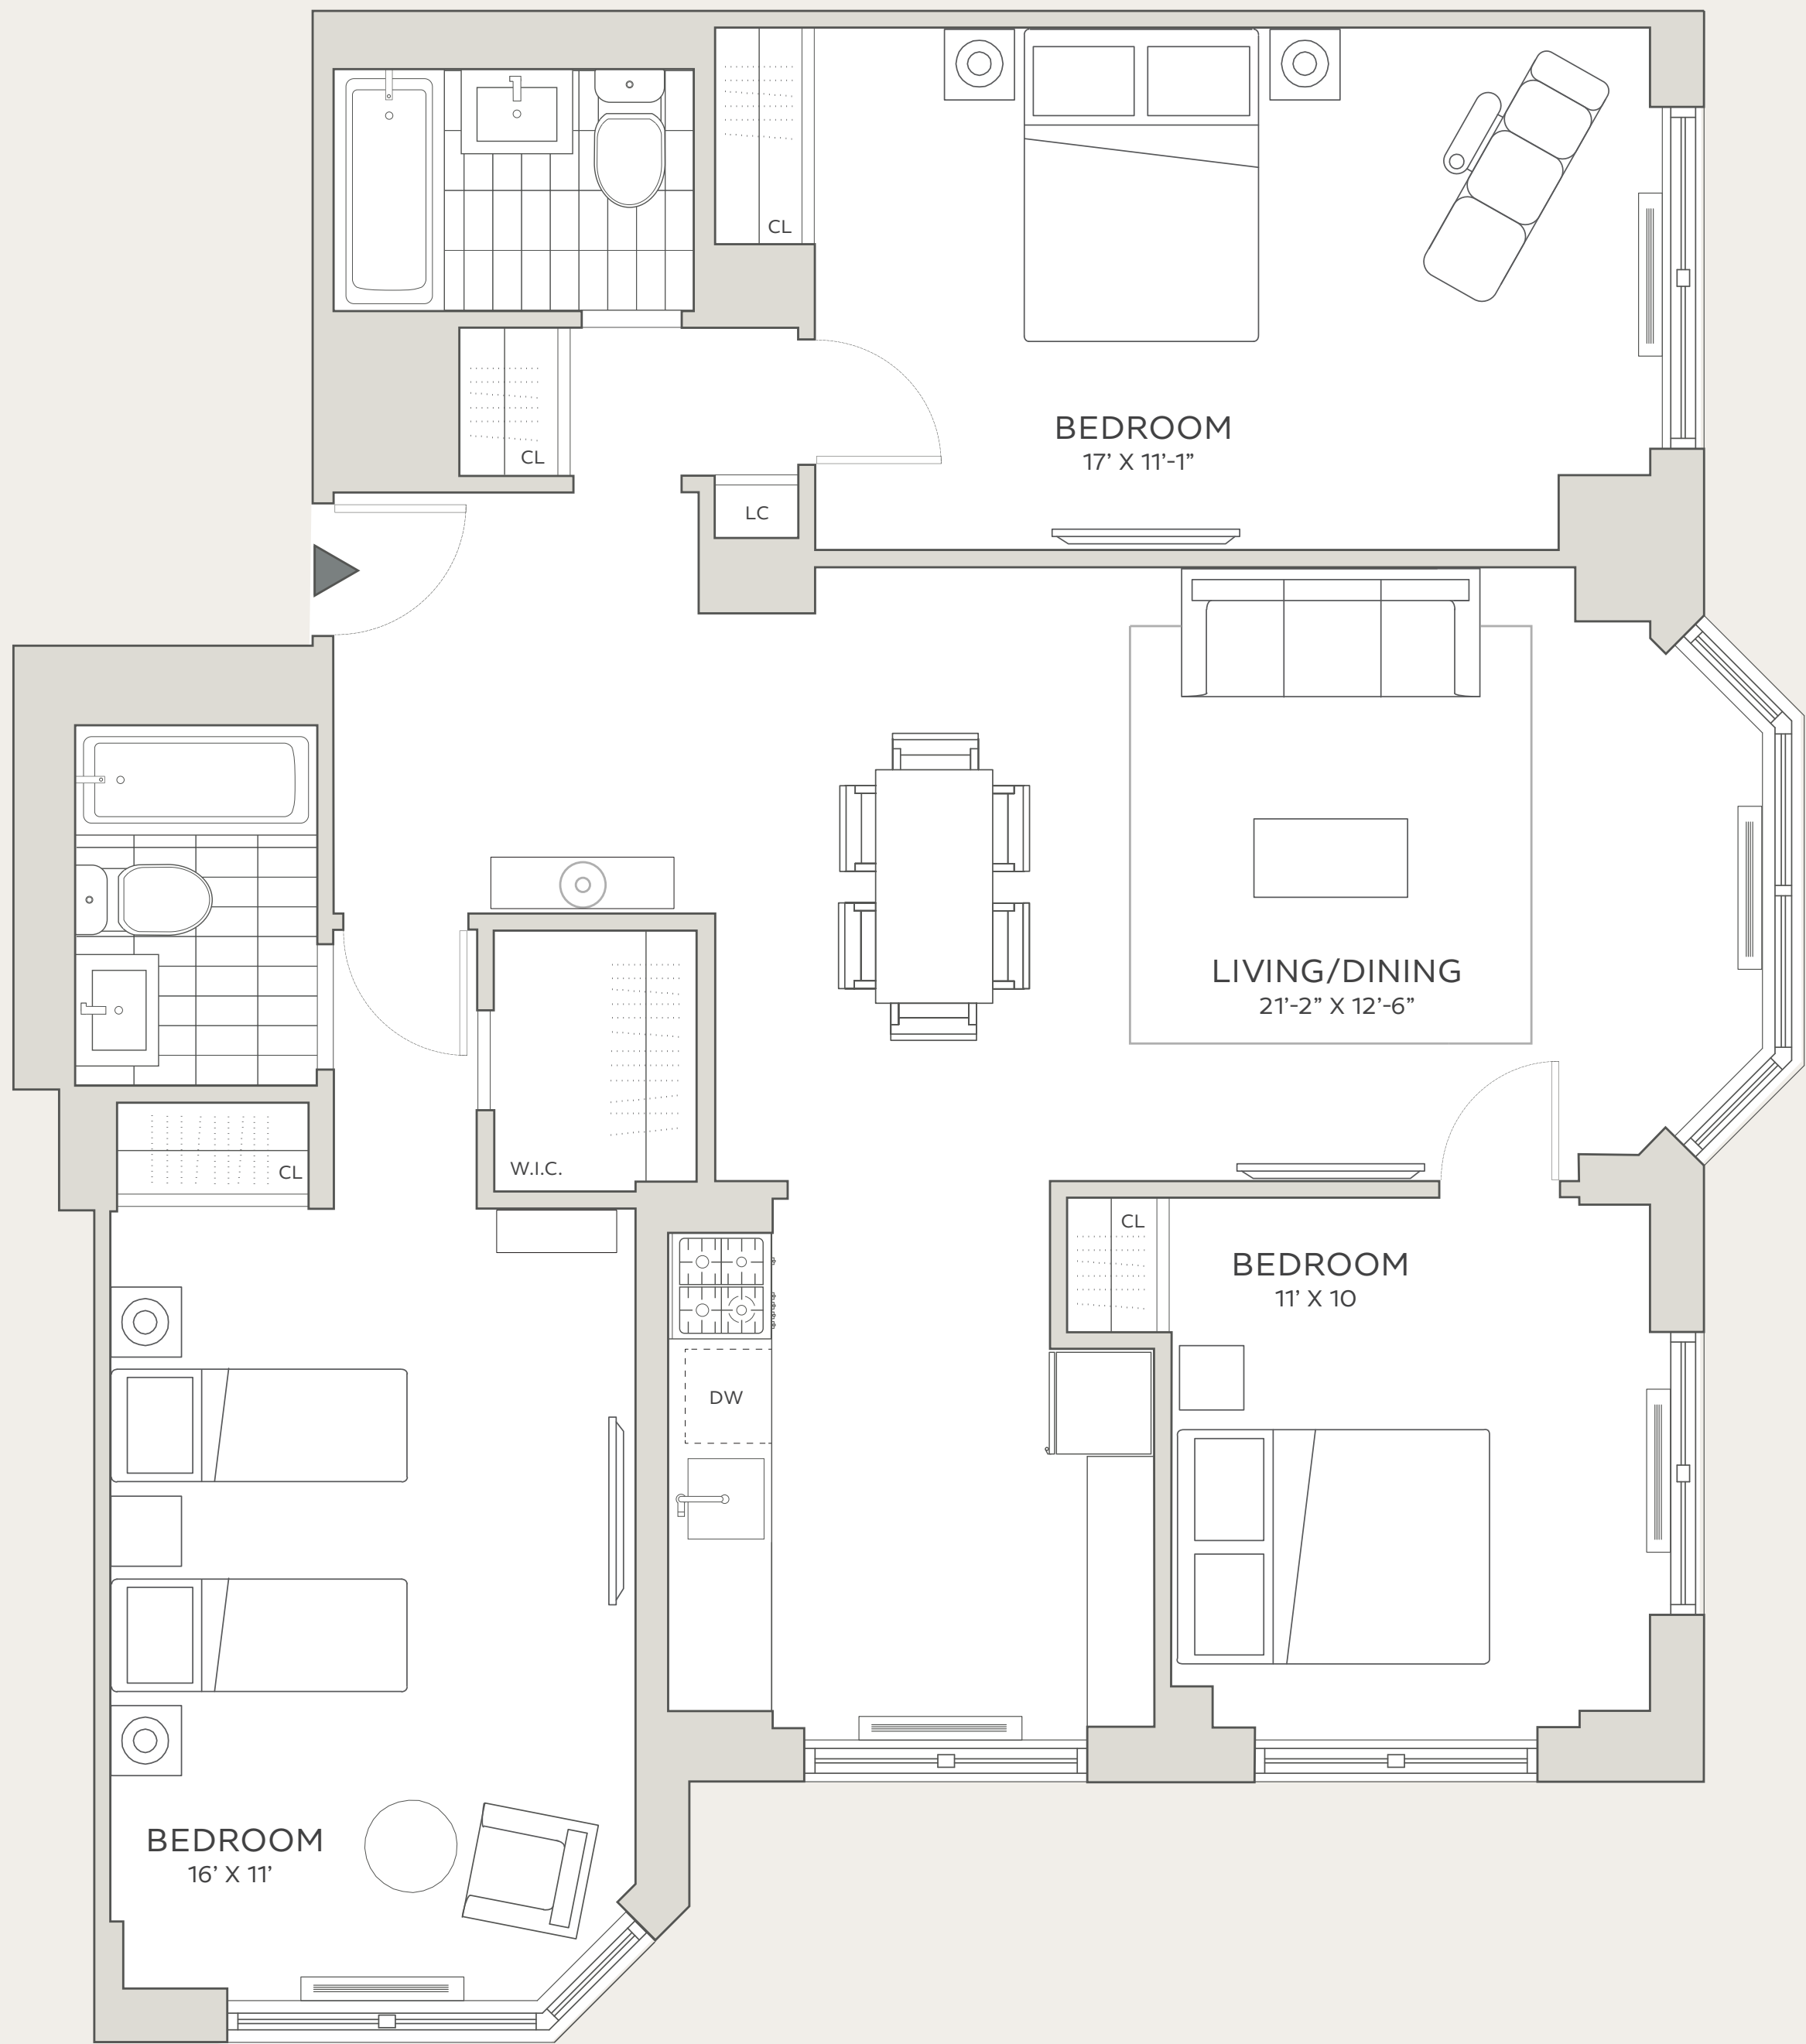 CL
BEDROOM
17’ X 11’-1”
CL
LC
LIVING/DINING
21’-2” X 12’-6”
W.I.C.
CL
CL
BEDROOM
11’ X 10
DW
BEDROOM
16’ X 11’